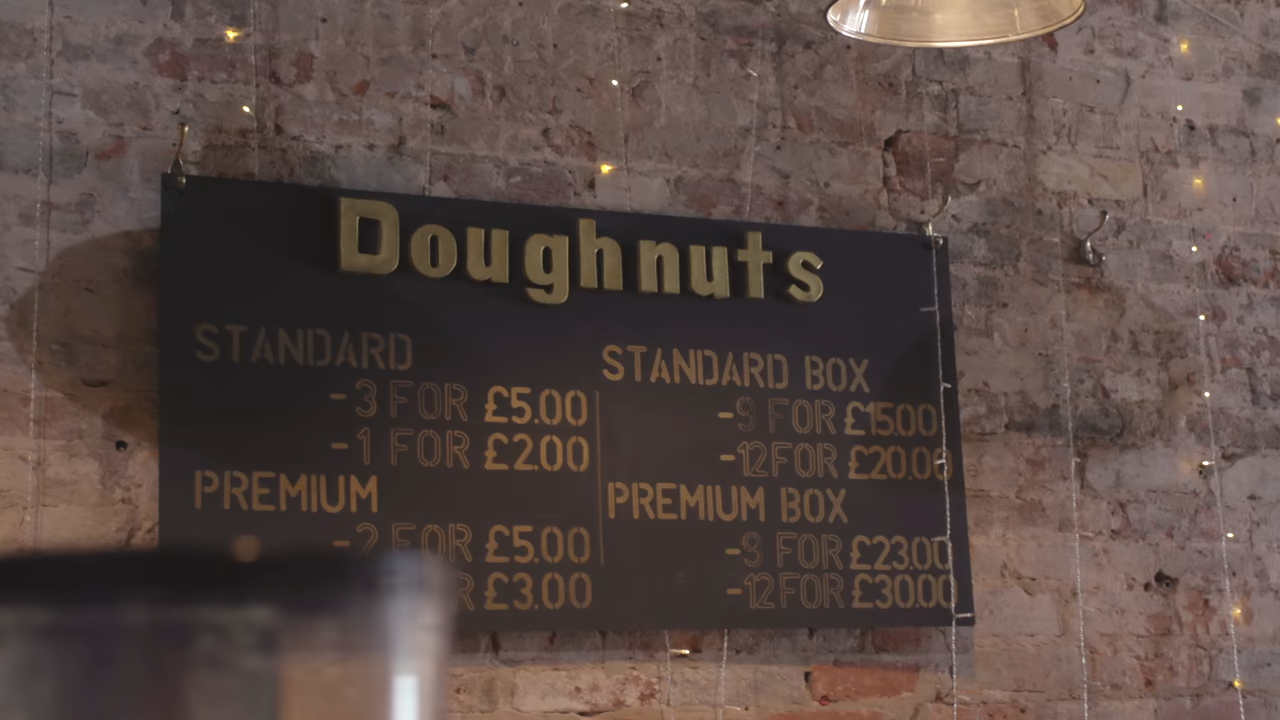 Doughnuts
STANDARD
-3 FOR £5.00
-1 FOR £2.00
PREMIUM
-2 FOR £5.00
£3.00
STANDARD BOX
-9 FOR £15.00
-12 FOR £20.00
PREMIUM BOX
-9 FOR £23.00
-12 FOR £30.00